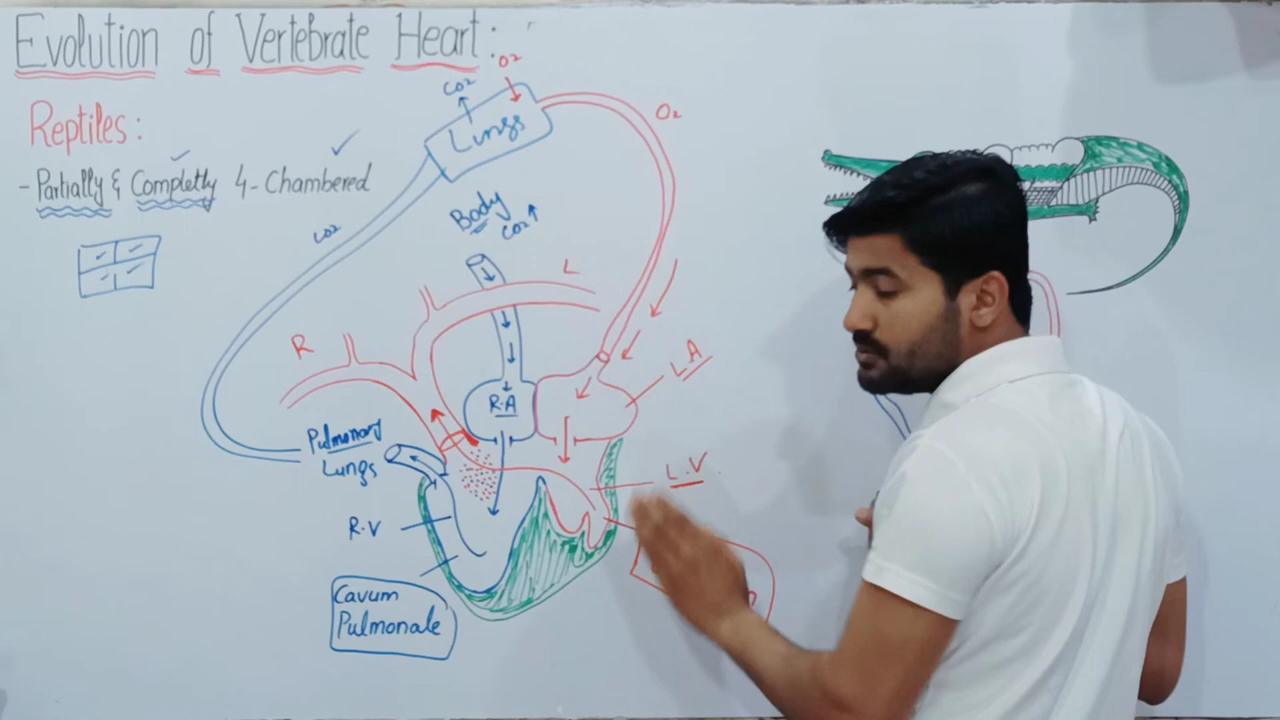 Evolution of Vertebrate Heart:
Reptiles:
- Partially & Completly 4-Chambered
CO2
O2
Lungs
O2
CO2
Body
CO2↑
L
R
R.A
L A
Pulmonary
Lungs
L.V
R.V
Cavum
Pulmonale